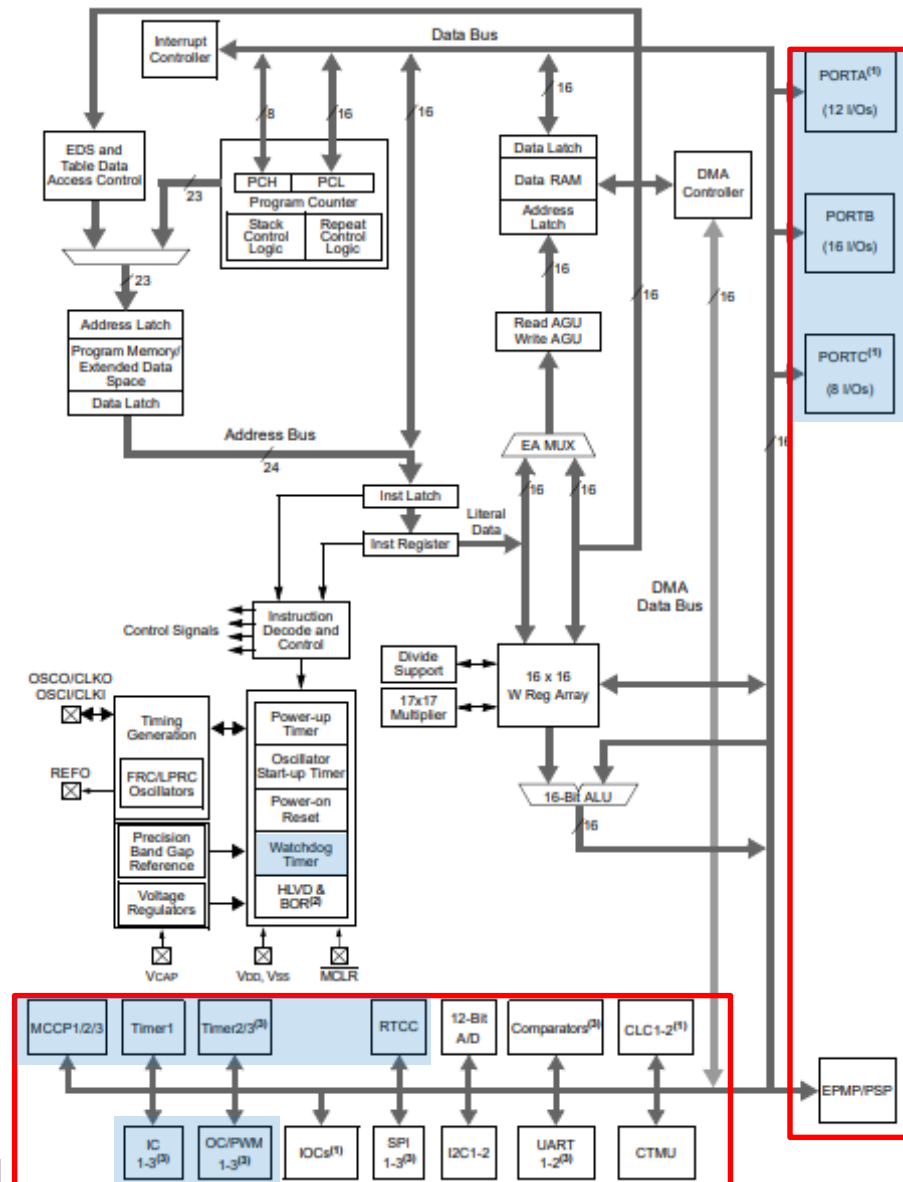 Data Bus
Interrupt
Controller
PORTA(1)
(12 I/Os)
8
16
16
16
EDS and
Table Data
Access Control
Data Latch
Data RAM
Address
Latch
DMA
Controller
23
PCH
PCL
Program Counter
Stack
Control
Logic
Repeat
Control
Logic
PORTB
(16 I/Os)
23
16
16
16
Address Latch
Program Memory/
Extended Data
Space
Data Latch
Read AGU
Write AGU
PORTC(1)
(8 I/Os)
Address Bus
24
EA MUX
16
16
16
Inst Latch
Literal
Data
Inst Register
DMA
Data Bus
Control Signals
Instruction
Decode and
Control
Divide
Support
17x17
Multiplier
16 x 16
W Reg Array
OSCO/CLKO
OSCI/CLKI
Timing
Generation
Power-up
Timer
REFO
FRC/LPRC
Oscillators
Oscillator
Start-up Timer
Power-on
Reset
16-Bit ALU
16
Precision
Band Gap
Reference
Watchdog
Timer
Voltage
Regulators
HLVD &
BOR(2)
VCAP
VDD, VSS
MCLR
MCCP1/2/3
Timer1
Timer2/3(3)
RTCC
12-Bit
A/D
Comparators(3)
CLC1-2(1)
EPMP/PSP
IC
1-3(3)
OC/PWM
1-3(3)
IOCs(1)
SPI
1-3(3)
I2C1-2
UART
1-2(3)
CTMU